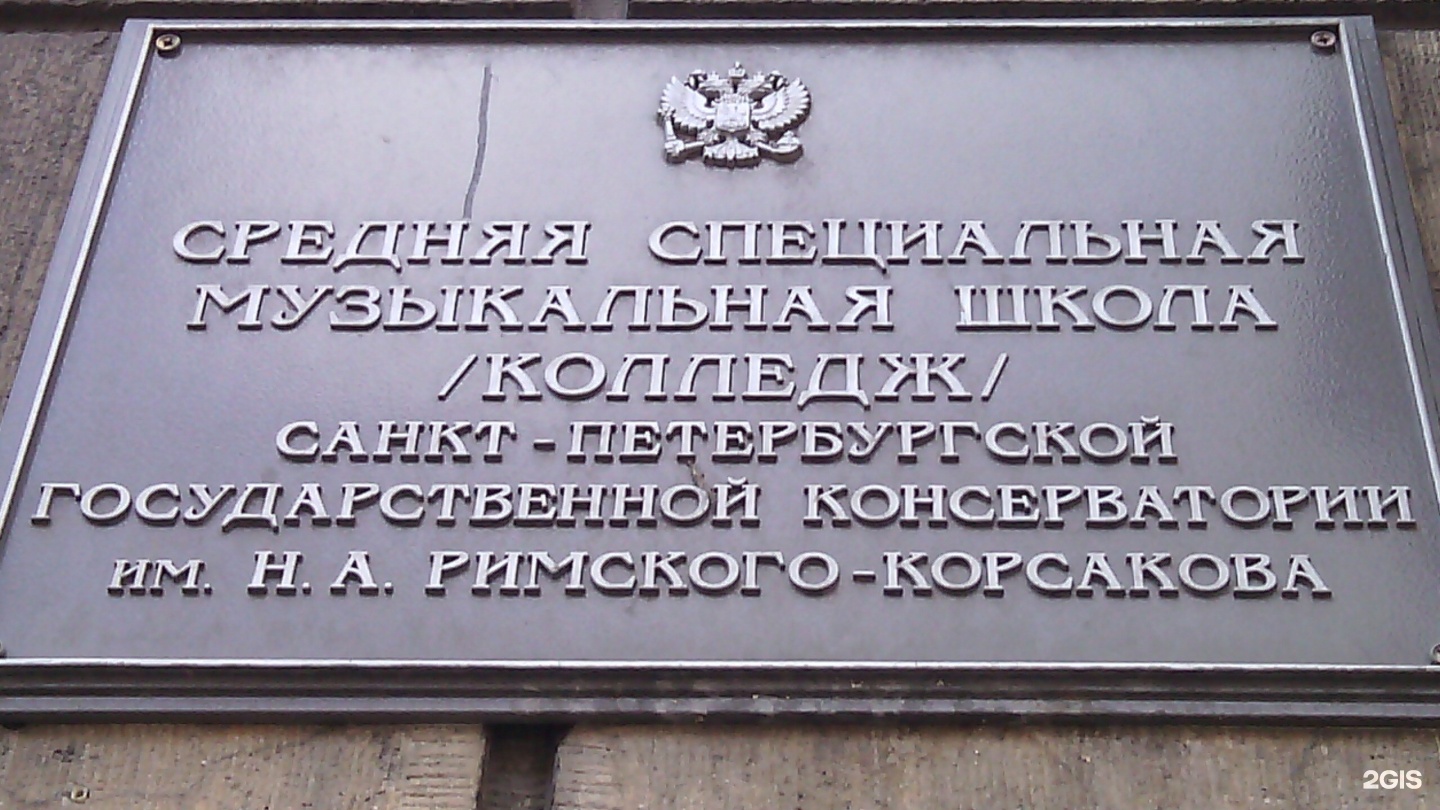 СРЕДНЯЯ СПЕЦИАЛЬНАЯ
МУЗЫКАЛЬНАЯ ШКОЛА
/КОЛЛЕДЖ/
САНКТ-ПЕТЕРБУРГСКОЙ
ГОСУДАРСТВЕННОЙ КОНСЕРВАТОРИИ
ИМ. Н. А. РИМСКОГО-КОРСАКОВА
2GIS